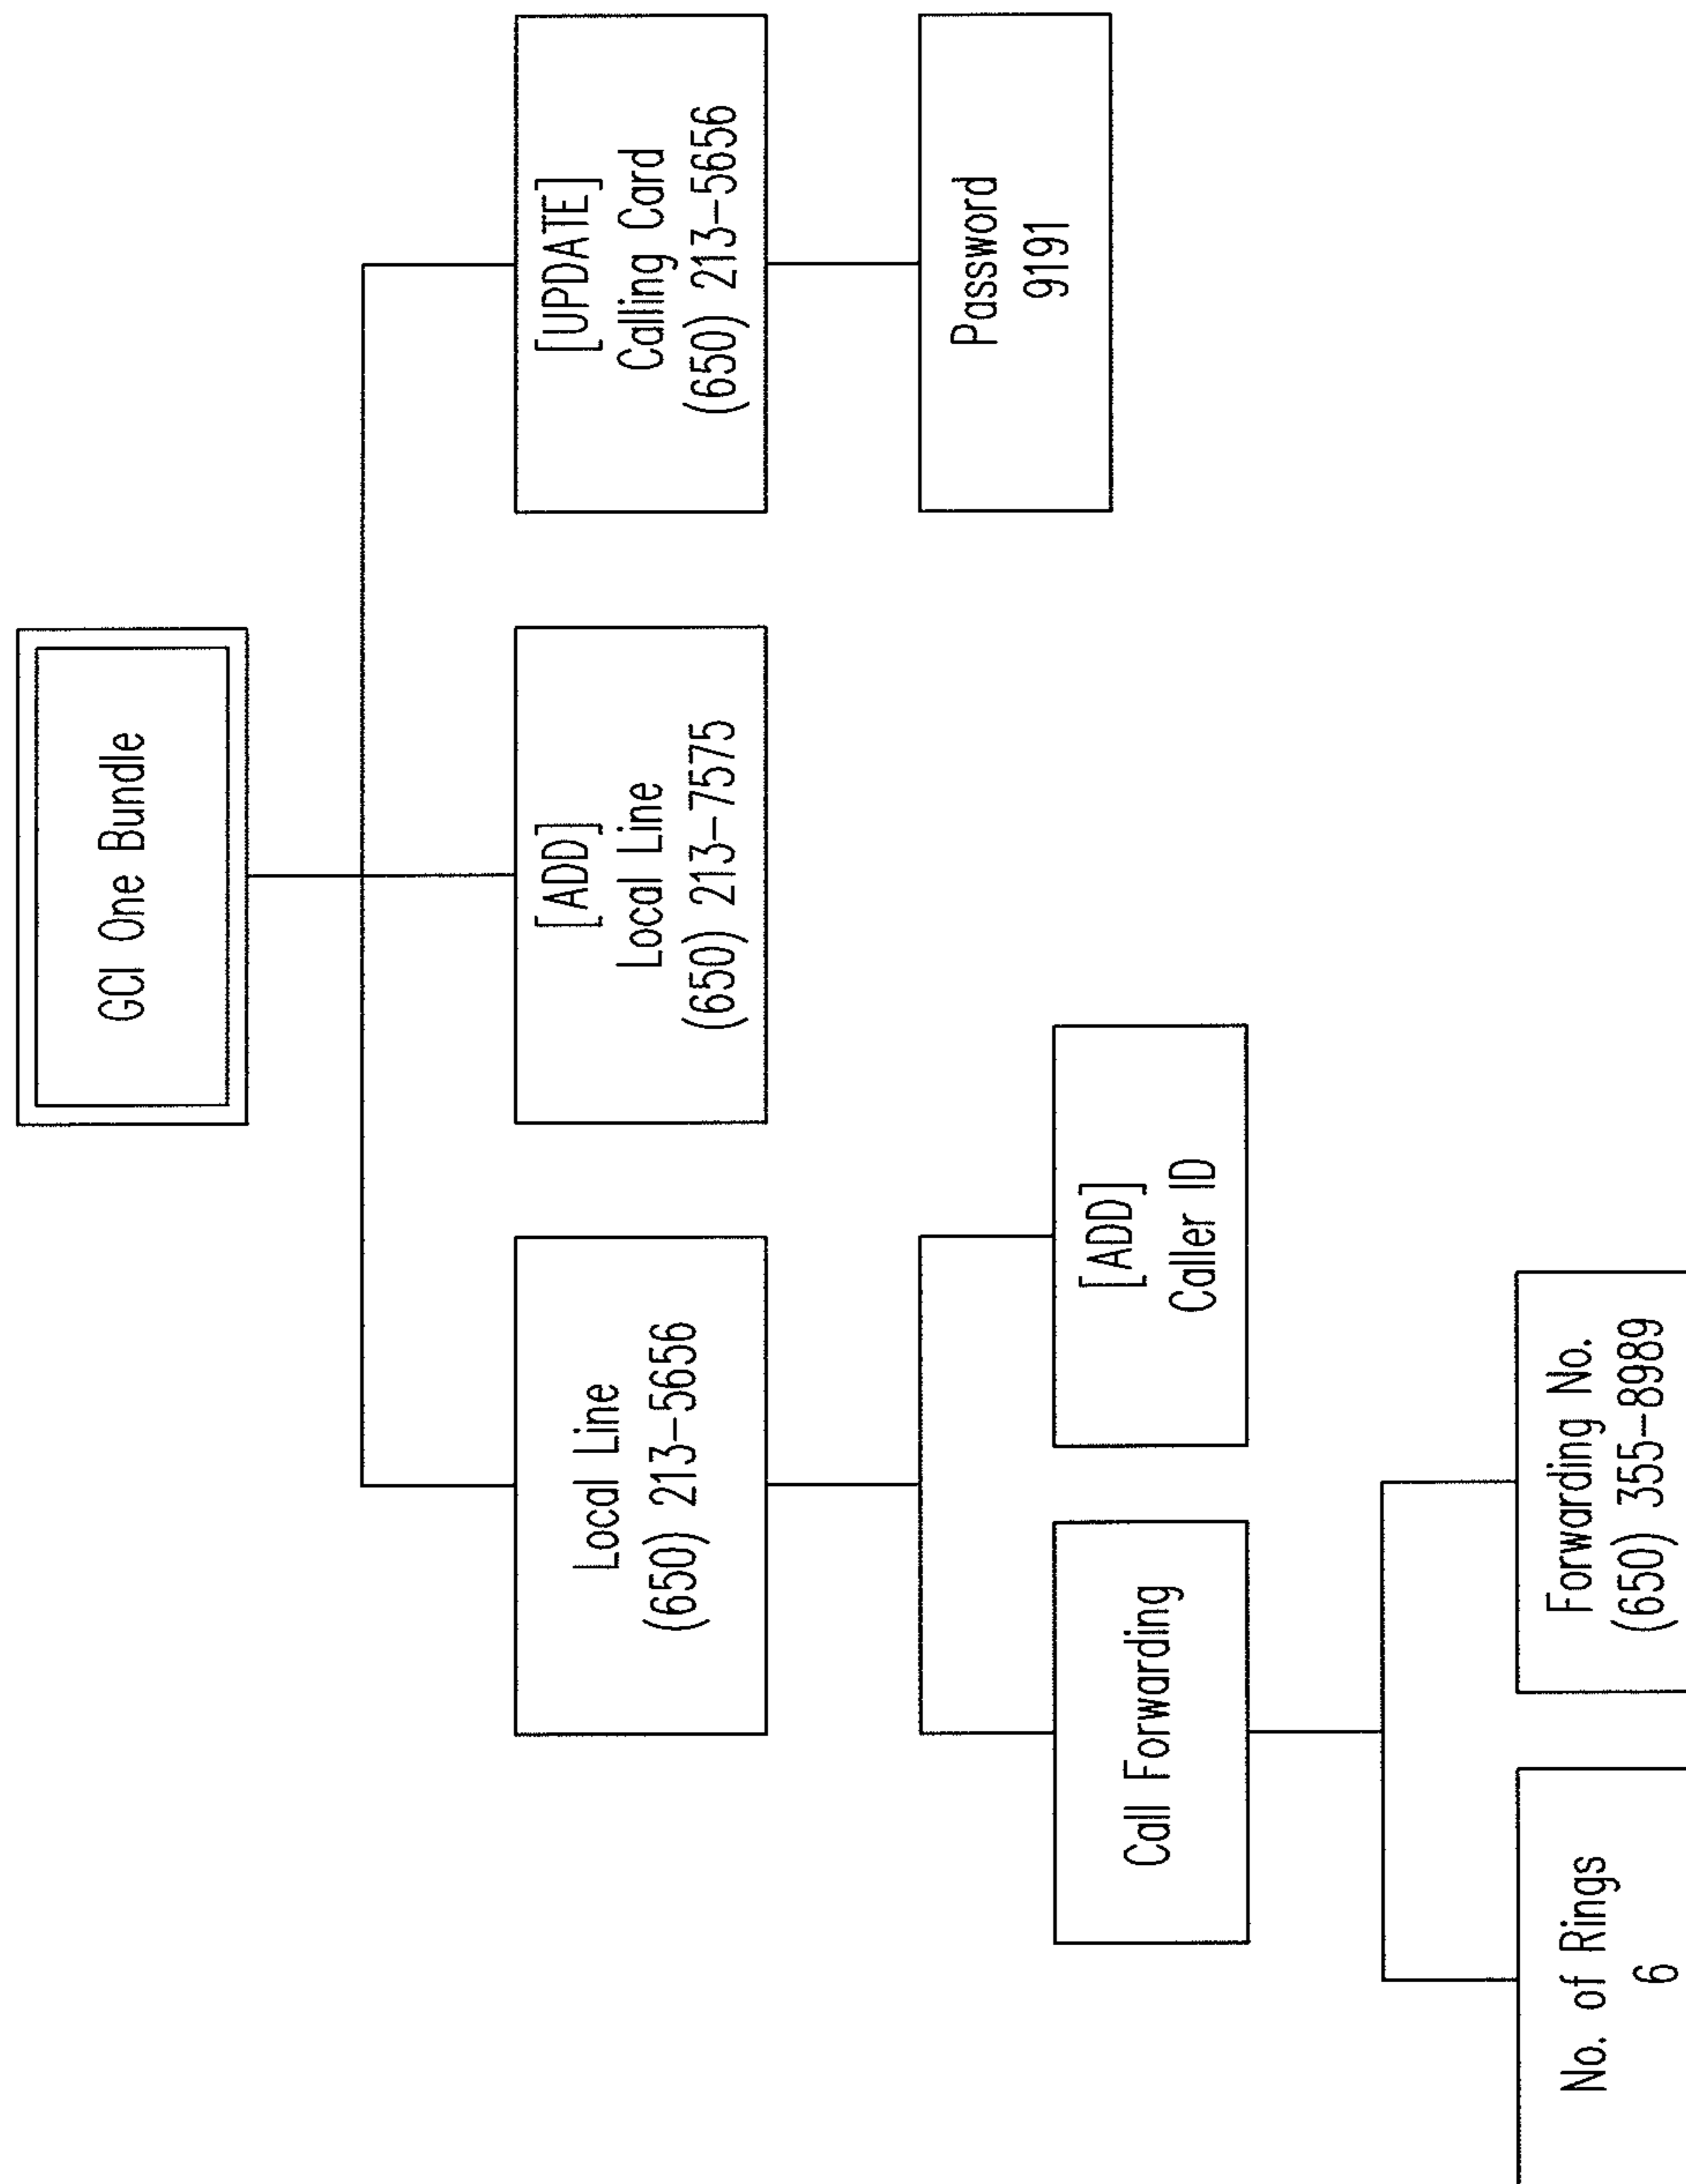 GCI One Bundle
Local Line
(650) 213-5656
[ADD]
Local Line
(650) 213-7575
[UPDATE]
Calling Card
(650) 213-5656
Password
9191
Call Forwarding
[ADD]
Caller ID
No. of Rings
6
Forwarding No.
(650) 355-8989